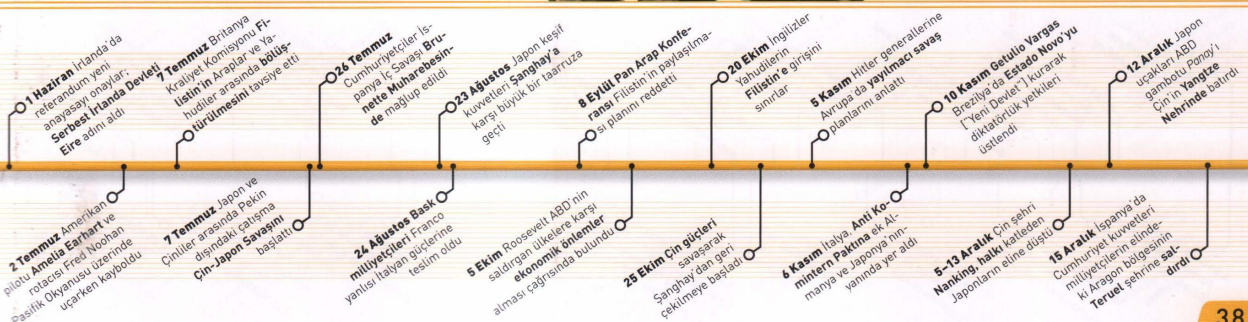 1 Haziran İrlanda'da
referandum yeni
anayasayı onaylar;
Serbest İrlanda Devleti
Eire adını aldı
7 Temmuz Britanya
Kraliyet Komisyonu Fi-
listin'in Araplar ve Ya-
hudiler arasında bölüş-
türülmesini tavsiye etti
26 Temmuz
Cumhuriyetçiler İs-
panya İç Savaşı Bru-
nette Muharebesin-
de mağlup edildi
23 Ağustos Japon keşif
kuvvetleri Şanghay'a
karşı büyük bir taarruza
geçti
8 Eylül Pan Arap Konfe-
ransı Filistin'in paylaşılma-
sı planını reddetti
20 Ekim İngilizler
Yahudilerin
Filistin'e girişini
sınırlar
5 Kasım Hitler generallerine
Avrupa da yayılmacı savaş
planlarını anlattı
10 Kasım Getulio Vargas
Brezilya'da Estado Novo'yu
["Yeni Devlet"] kurarak
diktatörlük yetkileri
üstlendi
12 Aralık Japon
uçakları ABD
gambotu Panay'ı
Çin'in Yangtze
Nehrinde batırdı
2 Temmuz Amerikan
pilotu Amelia Earhart ve
rotacısı Fred Noohan
Pasifik Okyanusu üzerinde
uçarken kayboldu
7 Temmuz Japon ve
Çinliler arasında Pekin
dışındaki çatışma
Çin-Japon Savaşını
başlattı
24 Ağustos Bask
milliyetçileri Franco
yanlısı İtalyan güçlerine
teslim oldu
5 Ekim Roosevelt ABD'nin
saldırgan ülkelere karşı
ekonomik önlemler
alması çağrısında bulundu
25 Ekim Çin güçleri
savaşarak
Şanghay'dan geri
çekilmeye başladı
6 Kasım İtalya, Anti Ko-
mintern Paktına ek Al-
manya ve Japonya nın-
yanında yer aldı
5–13 Aralık Çin şehri
Nanking, halkı katleden
Japonların eline düştü
15 Aralık İspanya'da
Cumhuriyet kuvvetleri
milliyetçilerin elinde-
ki Aragon bölgesinin
Teruel şehrine sal-
dırdı
38